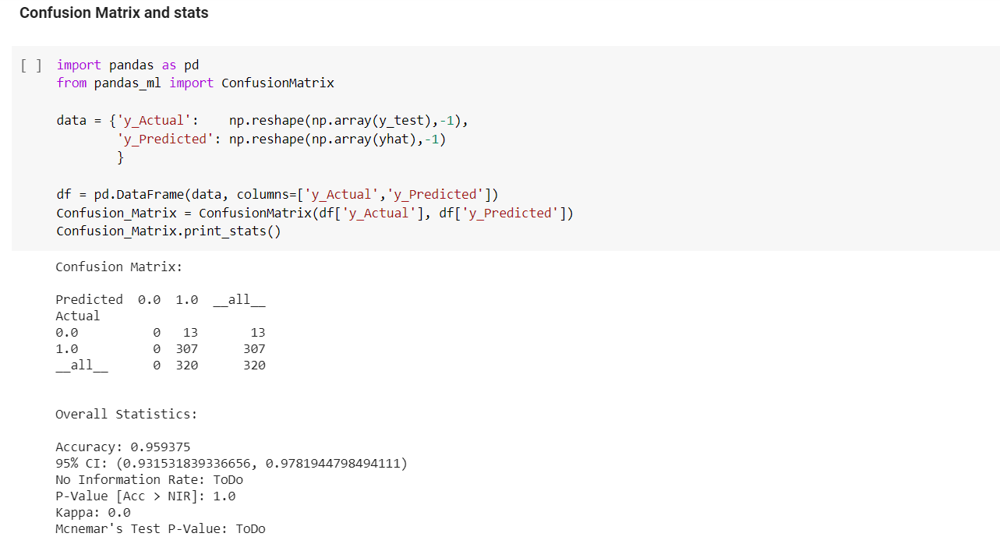 Confusion Matrix and stats
[ ] import pandas as pd
from pandas_ml import ConfusionMatrix
data = {'y_Actual':    np.reshape(np.array(y_test),-1),
'y_Predicted': np.reshape(np.array(yhat),-1)
}
df = pd.DataFrame(data, columns=['y_Actual','y_Predicted'])
Confusion_Matrix = ConfusionMatrix(df['y_Actual'], df['y_Predicted'])
Confusion_Matrix.print_stats()
Confusion Matrix:
Predicted  0.0  1.0  __all__
Actual
0.0          0   13       13
1.0          0  307      307
__all__      0  320      320
Overall Statistics:
Accuracy: 0.959375
95% CI: (0.931531839336656, 0.9781944798494111)
No Information Rate: ToDo
P-Value [Acc > NIR]: 1.0
Kappa: 0.0
Mcnemar's Test P-Value: ToDo